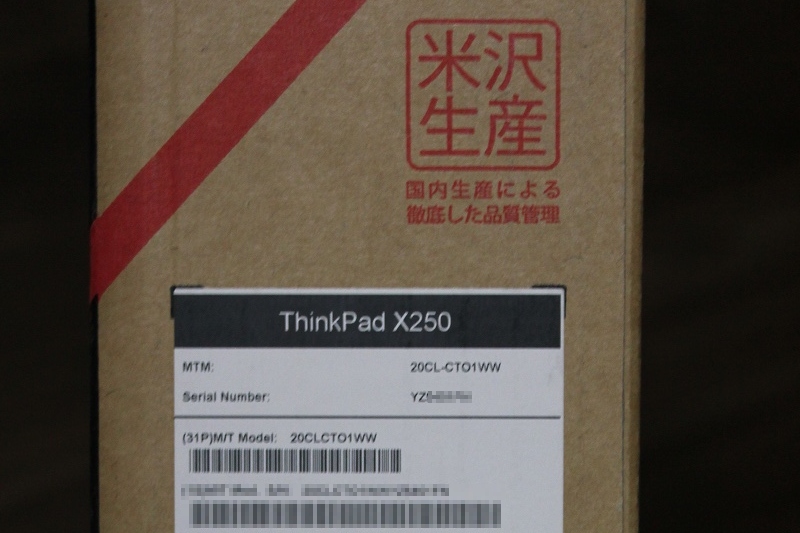 米沢
生産
国内生産による
徹底した品質管理
ThinkPad X250
MTM: 20CL-CTO1WW
Serial Number:
(31P)M/T Model: 20CLCTO1WW